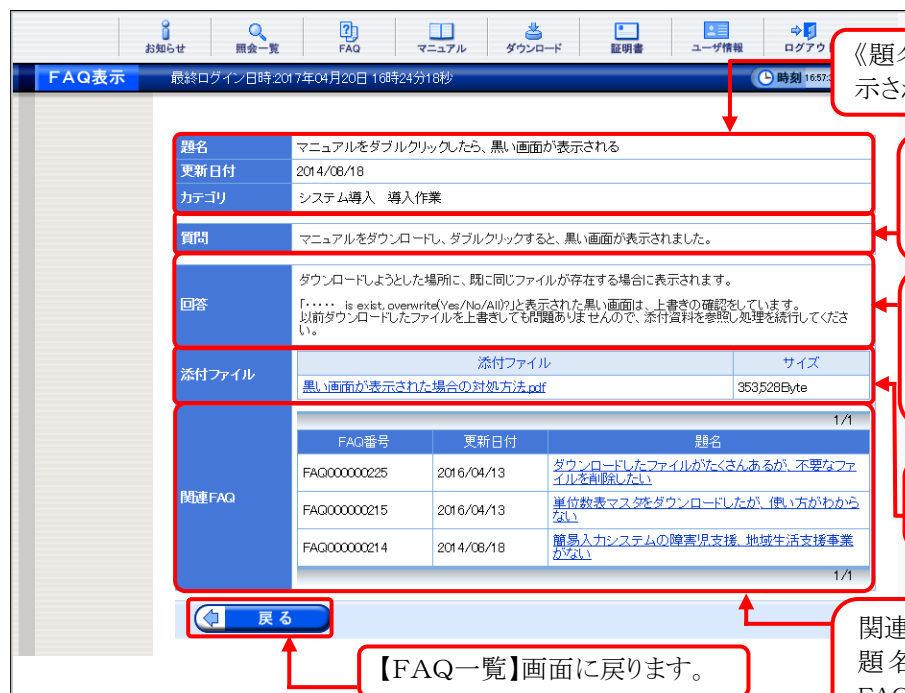 お知らせ 照会一覧 FAQ マニュアル ダウンロード 証明書 ユーザ情報 ログアウト
FAQ表示 最終ログイン日時:2017年04月20日 16時24分18秒 時刻 16:57:
《題名
示され
題名 マニュアルをダブルクリックしたら、黒い画面が表示される
更新日付 2014/08/18
カテゴリ システム導入 導入作業
質問 マニュアルをダウンロードし、ダブルクリックすると、黒い画面が表示されました。
回答
ダウンロードしようとした場所に、既に同じファイルが存在する場合に表示されます。
「・・・・・ is exist, overwrite(Yes/No/All)?」と表示された黒い画面は、上書きの確認をしています。
以前ダウンロードしたファイルを上書きしても問題ありませんので、添付資料を参照し処理を続行してくださ
い。
添付ファイル
添付ファイル サイズ
黒い画面が表示された場合の対処方法.pdf 353,528Byte
関連FAQ
1/1
FAQ番号 更新日付 題名
FAQ000000225 2016/04/13 ダウンロードしたファイルがたくさんあるが、不要なファ
イルを削除したい
FAQ000000215 2016/04/13 単位数表マスタをダウンロードしたが、使い方がわから
ない
FAQ000000214 2014/08/18 簡易入力システムの障害児支援、地域生活支援事業
がない
1/1
戻る
【FAQ一覧】画面に戻ります。
関連
題名
FAQ